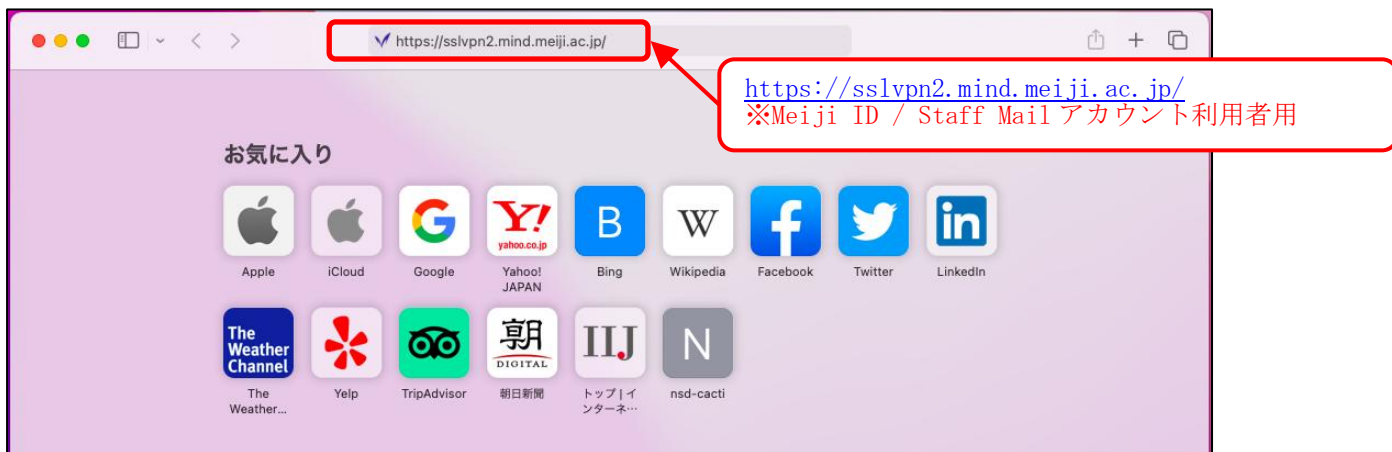 https://sslvpn2.mind.meiji.ac.jp/
https://sslvpn2.mind.meiji.ac.jp/
※Meiji ID / Staff Mail アカウント利用者用
お気に入り
Y!
yahoo.co.jp
B
W
f
in
Apple
iCloud
Google
Yahoo!
JAPAN
Bing
Wikipedia
Facebook
Twitter
LinkedIn
The
Weather
Channel
朝
DIGITAL
IIJ
N
The
Weather...
Yelp
TripAdvisor
朝日新聞
トップ | イ
ンターネ…
nsd-cacti